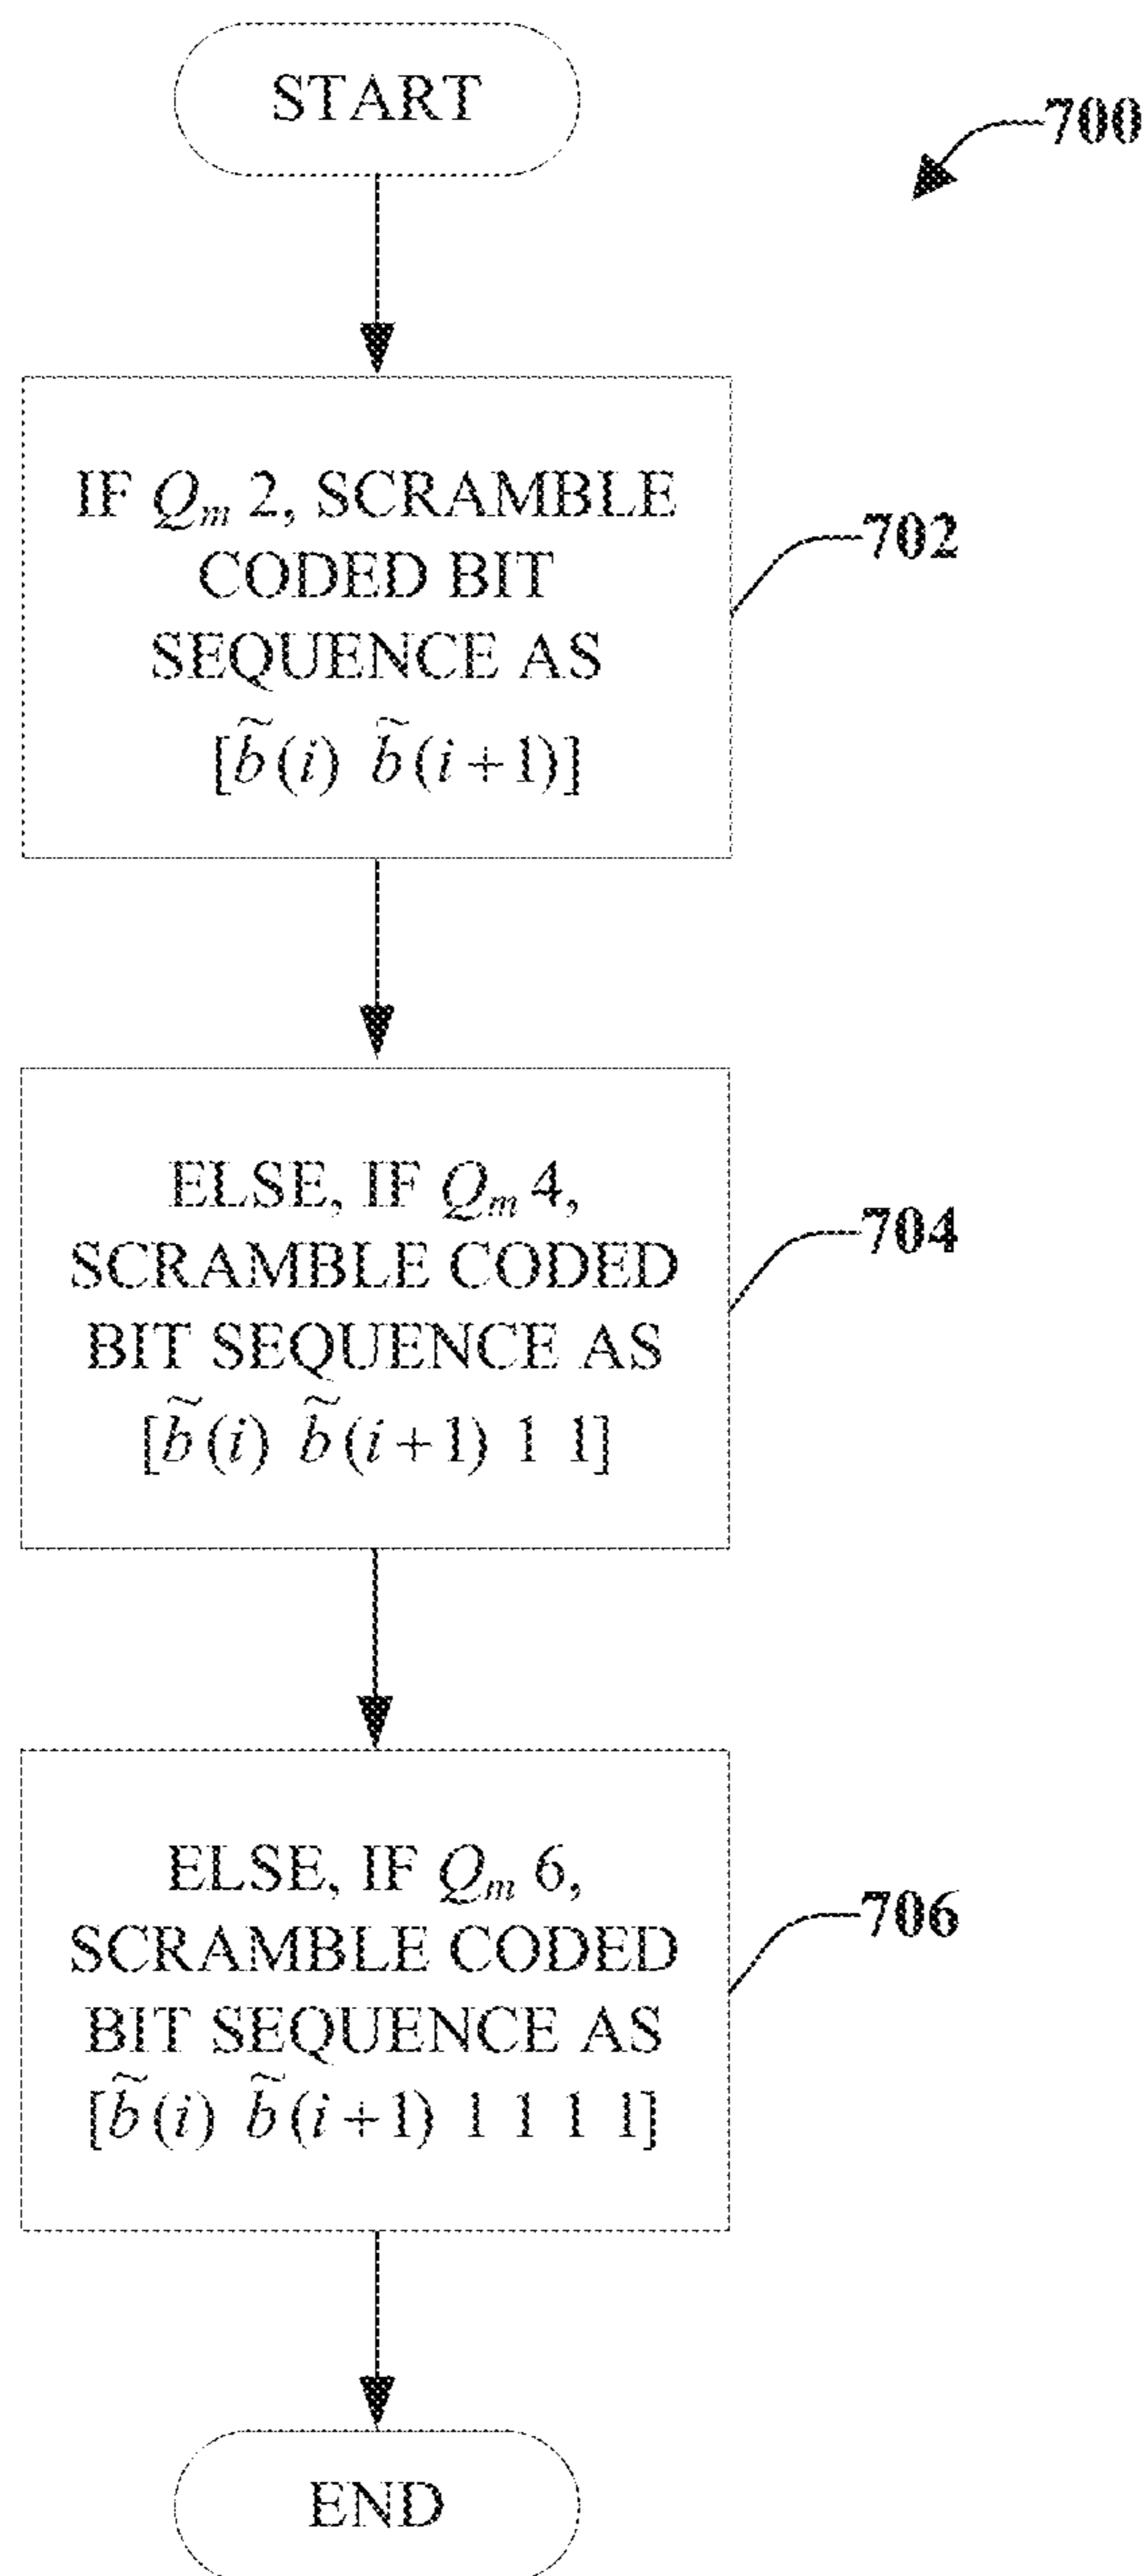 START
700
IF Qm 2, SCRAMBLE
CODED BIT
SEQUENCE AS
[b̃(i) b̃(i+1)]
702
ELSE, IF Qm 4,
SCRAMBLE CODED
BIT SEQUENCE AS
[b̃(i) b̃(i+1) 1 1]
704
ELSE, IF Qm 6,
SCRAMBLE CODED
BIT SEQUENCE AS
[b̃(i) b̃(i+1) 1 1 1 1]
706
END